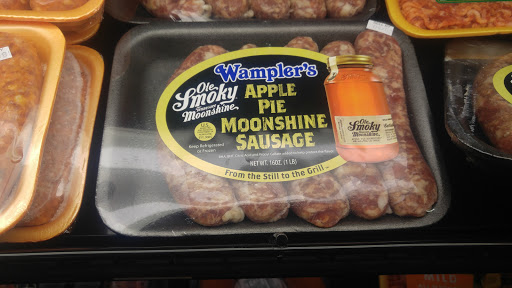 Wampler's
Ole
Smoky
Tennessee
Moonshine
APPLE
PIE
MOONSHINE
SAUSAGE
Keep Refrigerated
or Frozen
NET WT. 16OZ. (1 LB)
From the Still to the Grill
Ole
Smoky
Moonshine